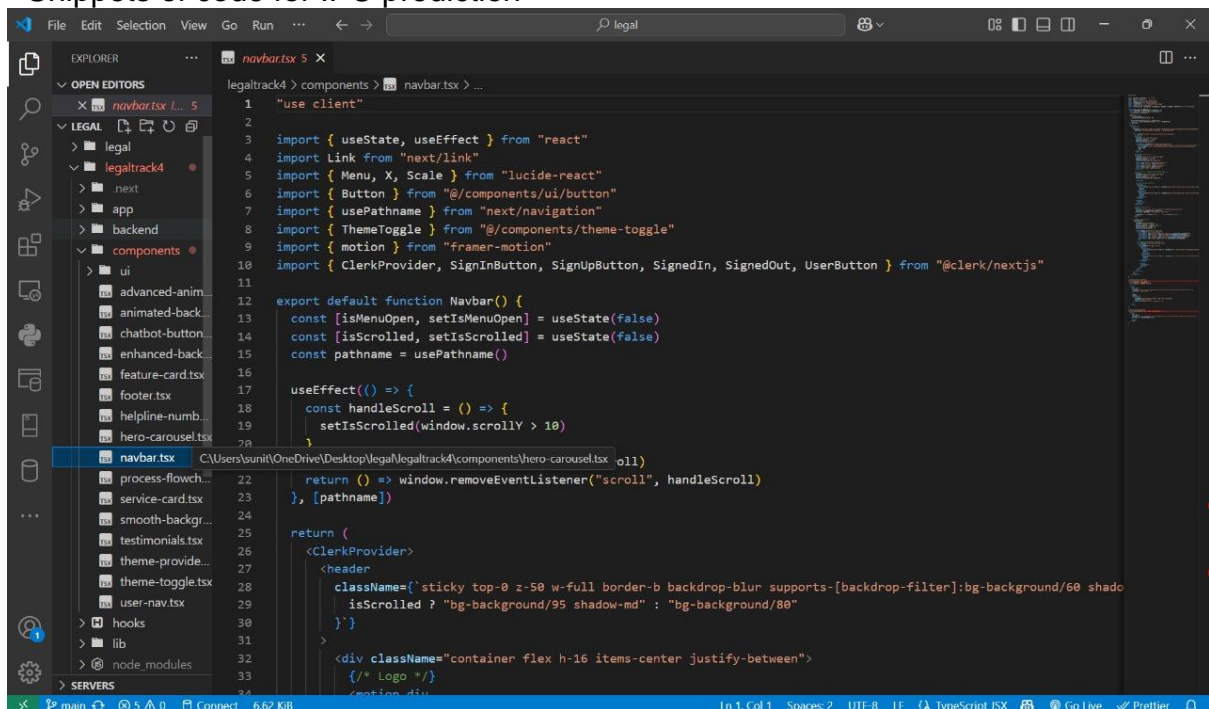 Snippets of code for IPC prediction
File Edit Selection View Go Run ... legal
EXPLORER ...
OPEN EDITORS
navbar.tsx l... 5
LEGAL
legal
legaltrack4
.next
app
backend
components
ui
advanced-anim...
animated-back...
chatbot-button...
enhanced-back...
feature-card.tsx
footer.tsx
helpline-numb...
hero-carousel.tsx
navbar.tsx
process-flowch...
service-card.tsx
smooth-backgr...
testimonials.tsx
theme-provide...
theme-toggle.tsx
user-nav.tsx
hooks
lib
node_modules
SERVERS
navbar.tsx 5
legaltrack4 > components > navbar.tsx > ...
1 "use client"
2
3 import { useState, useEffect } from "react"
4 import Link from "next/link"
5 import { Menu, X, Scale } from "lucide-react"
6 import { Button } from "@/components/ui/button"
7 import { usePathname } from "next/navigation"
8 import { ThemeToggle } from "@/components/theme-toggle"
9 import { motion } from "framer-motion"
10 import { ClerkProvider, SignInButton, SignUpButton, SignedIn, SignedOut, UserButton } from "@clerk/nextjs"
11
12 export default function Navbar() {
13 const [isMenuOpen, setIsMenuOpen] = useState(false)
14 const [isScrolled, setIsScrolled] = useState(false)
15 const pathname = usePathname()
16
17 useEffect(() => {
18 const handleScroll = () => {
19 setIsScrolled(window.scrollY > 10)
20 }
C:\Users\sunit\OneDrive\Desktop\legal\legaltrack4\components\hero-carousel.tsx oll)
22 return () => window.removeEventListener("scroll", handleScroll)
23 }, [pathname])
24
25 return (
26 <ClerkProvider>
27 <header
28 className={`sticky top-0 z-50 w-full border-b backdrop-blur supports-[backdrop-filter]:bg-background/60 shado
29 isScrolled ? "bg-background/95 shadow-md" : "bg-background/80"
30 }`}
31 >
32 <div className="container flex h-16 items-center justify-between">
33 {/* Logo */}
34 <motion.div
main 5 0 Connect 6.62 KiB Ln 1, Col 1 Spaces: 2 UTF-8 LF TypeScript JSX Go Live Prettier